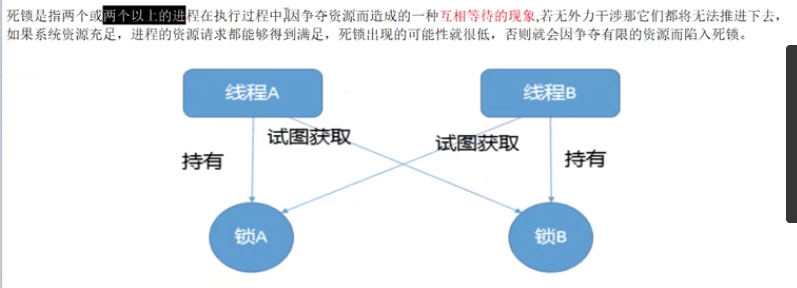 死锁是指两个或两个以上的进程在执行过程中,因争夺资源而造成的一种互相等待的现象,若无外力干涉那它们都将无法推进下去，
如果系统资源充足，进程的资源请求都能够得到满足，死锁出现的可能性就很低，否则就会因争夺有限的资源而陷入死锁。
线程A
线程B
试图获取
试图获取
持有
持有
锁A
锁B